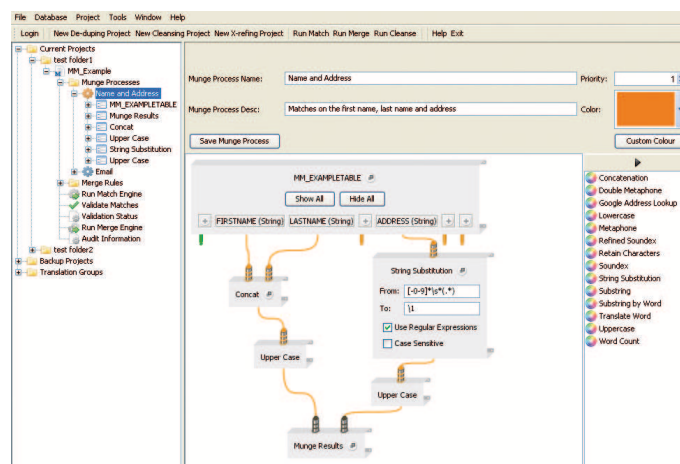 File Database Project Tools Window Help
Login New De-duping Project New Cleansing Project New X-refing Project Run Match Run Merge Run Cleanse Help Exit
Current Projects
test folder1
MM_Example
Munge Processes
Name and Address
MM_EXAMPLETABLE
Munge Results
Concat
Upper Case
String Substitution
Upper Case
Email
Merge Rules
Run Match Engine
Validate Matches
Validation Status
Run Merge Engine
Audit Information
test folder2
Backup Projects
Translation Groups
Munge Process Name: Name and Address Priority: 1
Munge Process Desc: Matches on the first name, last name and address Color:
Save Munge Process Custom Colour
MM_EXAMPLETABLE
Show All Hide All
+ FIRSTNAME (String) LASTNAME (String) + ADDRESS (String) + +
String Substitution
From: [-0-9]*\s*(.*)
To: \1
Use Regular Expressions
Case Sensitive
Concat
Upper Case
Upper Case
Munge Results
Concatenation
Double Metaphone
Google Address Lookup
Lowercase
Metaphone
Refined Soundex
Retain Characters
Soundex
String Substitution
Substring
Substring by Word
Translate Word
Uppercase
Word Count